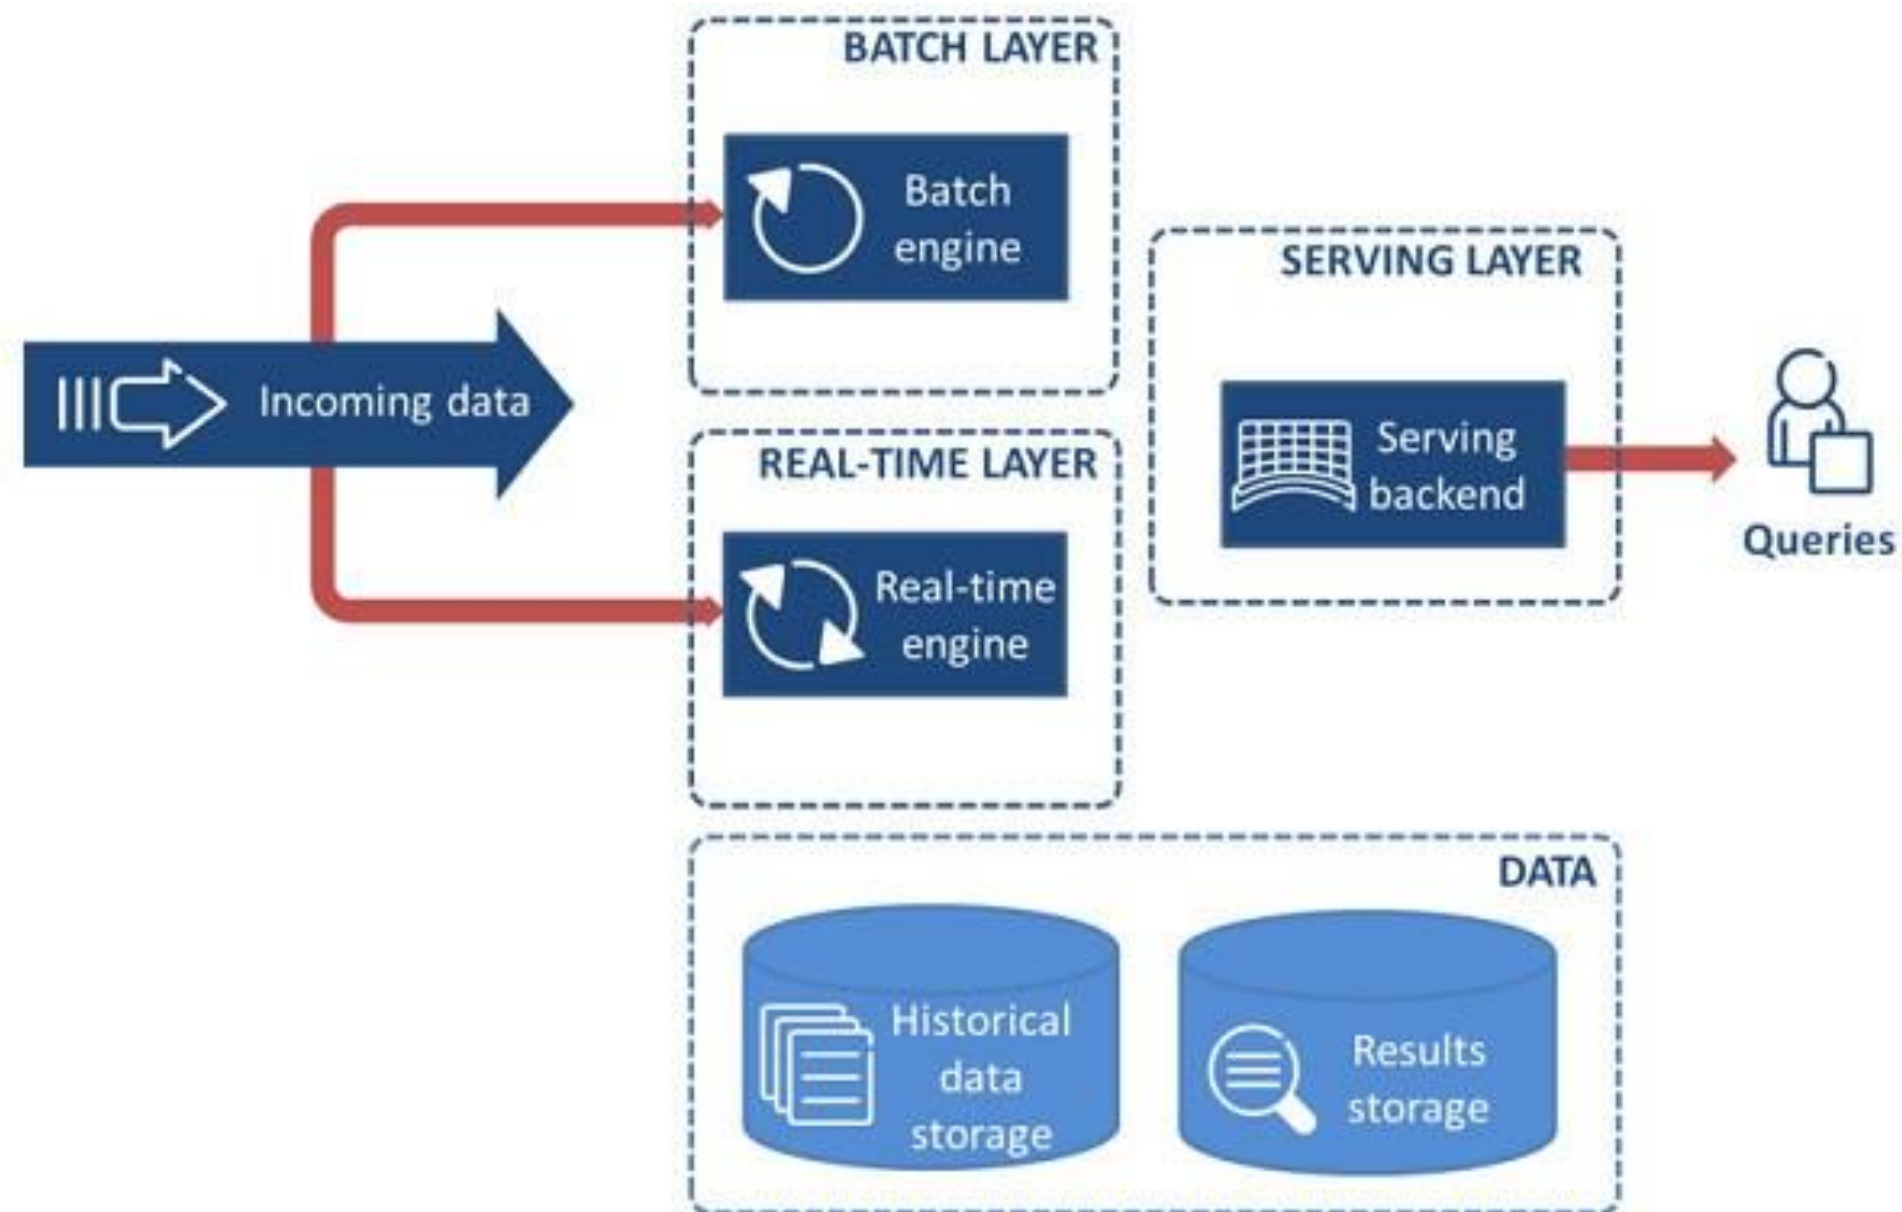 BATCH LAYER
Batch
engine
Incoming data
REAL-TIME LAYER
Real-time
engine
SERVING LAYER
Serving
backend
Queries
DATA
Historical
data
storage
Results
storage